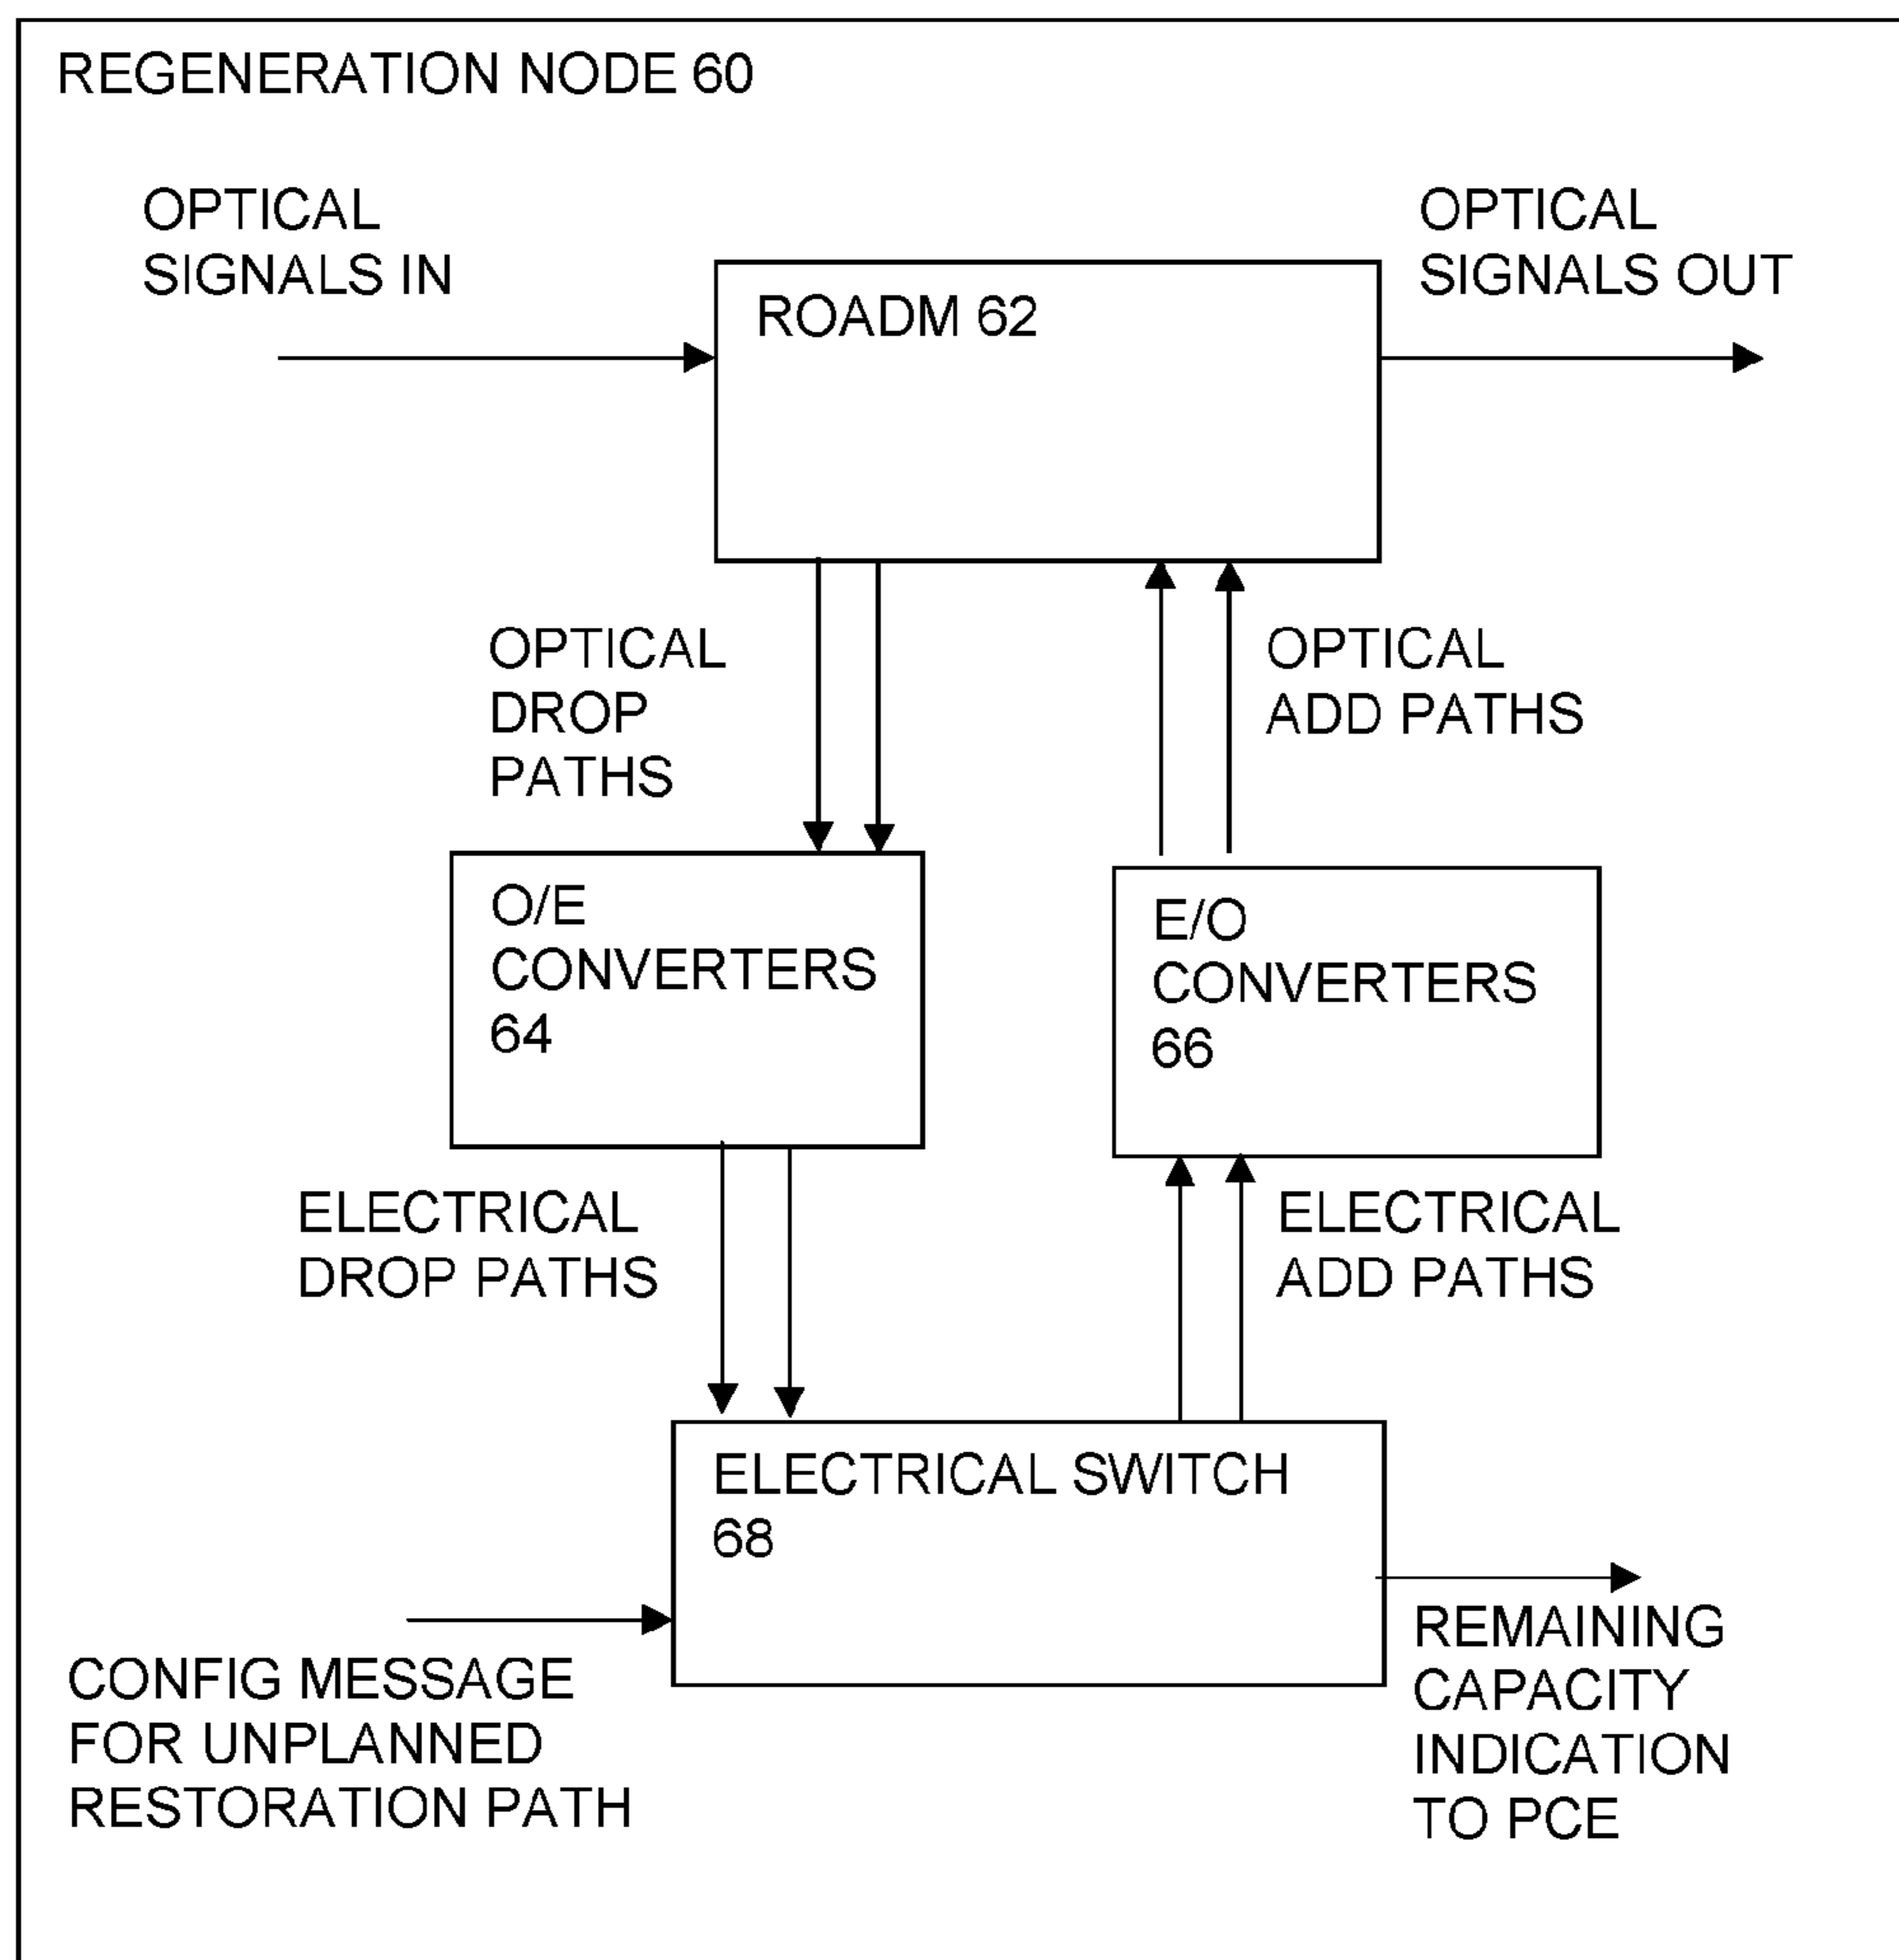 REGENERATION NODE 60
OPTICAL
SIGNALS IN
OPTICAL
SIGNALS OUT
ROADM 62
OPTICAL
DROP
PATHS
OPTICAL
ADD PATHS
O/E
CONVERTERS
64
E/O
CONVERTERS
66
ELECTRICAL
DROP PATHS
ELECTRICAL
ADD PATHS
ELECTRICAL SWITCH
68
CONFIG MESSAGE
FOR UNPLANNED
RESTORATION PATH
REMAINING
CAPACITY
INDICATION
TO PCE